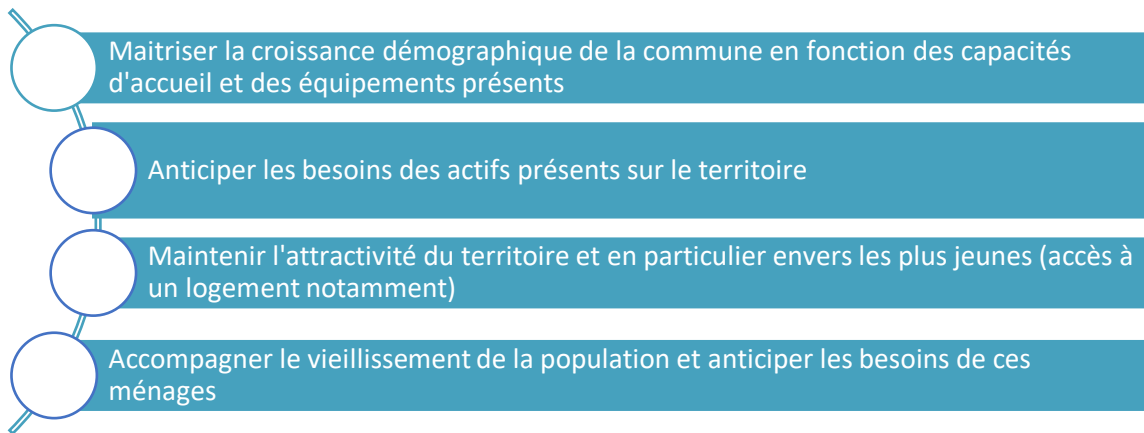 Maitriser la croissance démographique de la commune en fonction des capacités
d'accueil et des équipements présents
Anticiper les besoins des actifs présents sur le territoire
Maintenir l'attractivité du territoire et en particulier envers les plus jeunes (accès à
un logement notamment)
Accompagner le vieillissement de la population et anticiper les besoins de ces
ménages